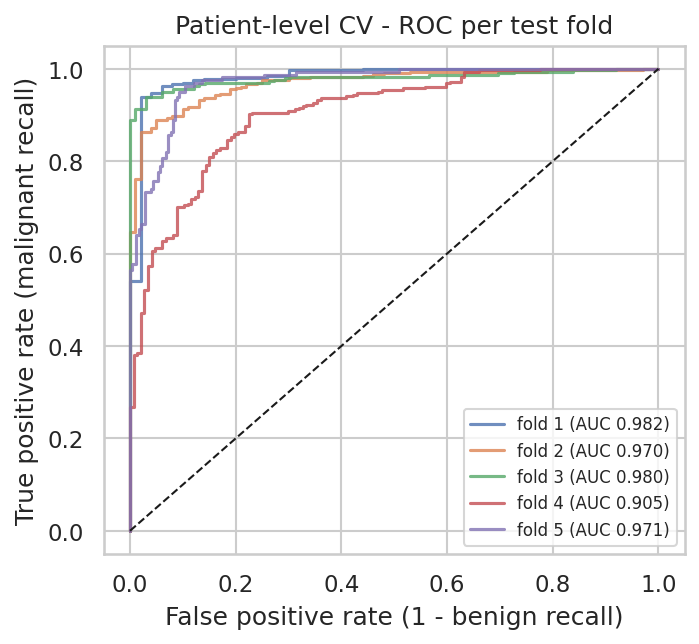 Patient-level CV - ROC per test fold
True positive rate (malignant recall)
1.0
0.8
0.6
0.4
0.2
0.0
fold 1 (AUC 0.982)
fold 2 (AUC 0.970)
fold 3 (AUC 0.980)
fold 4 (AUC 0.905)
fold 5 (AUC 0.971)
0.0 0.2 0.4 0.6 0.8 1.0
False positive rate (1 - benign recall)